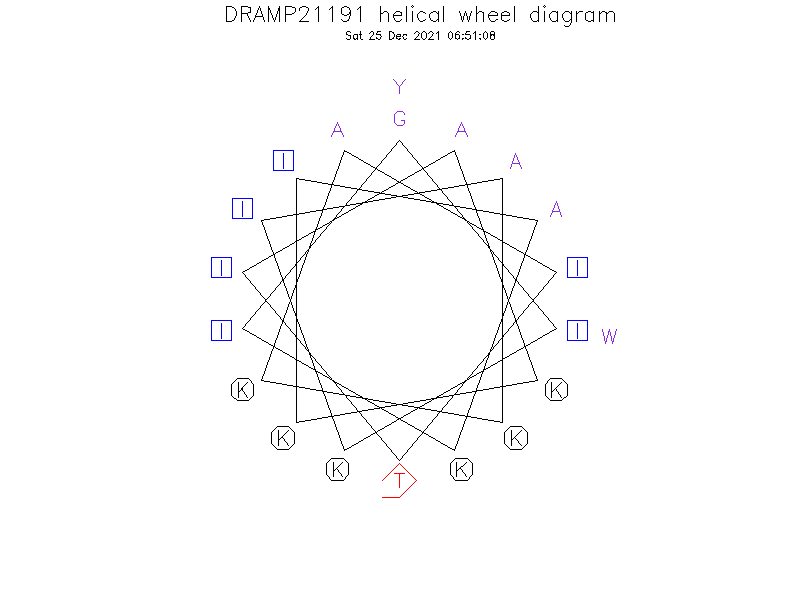 DRAMP21191 helical wheel diagram
Sat 25 Dec 2021 06:51:08
Y
G
A A
I A
I A
I I
I I W
K K
K K
K K
T